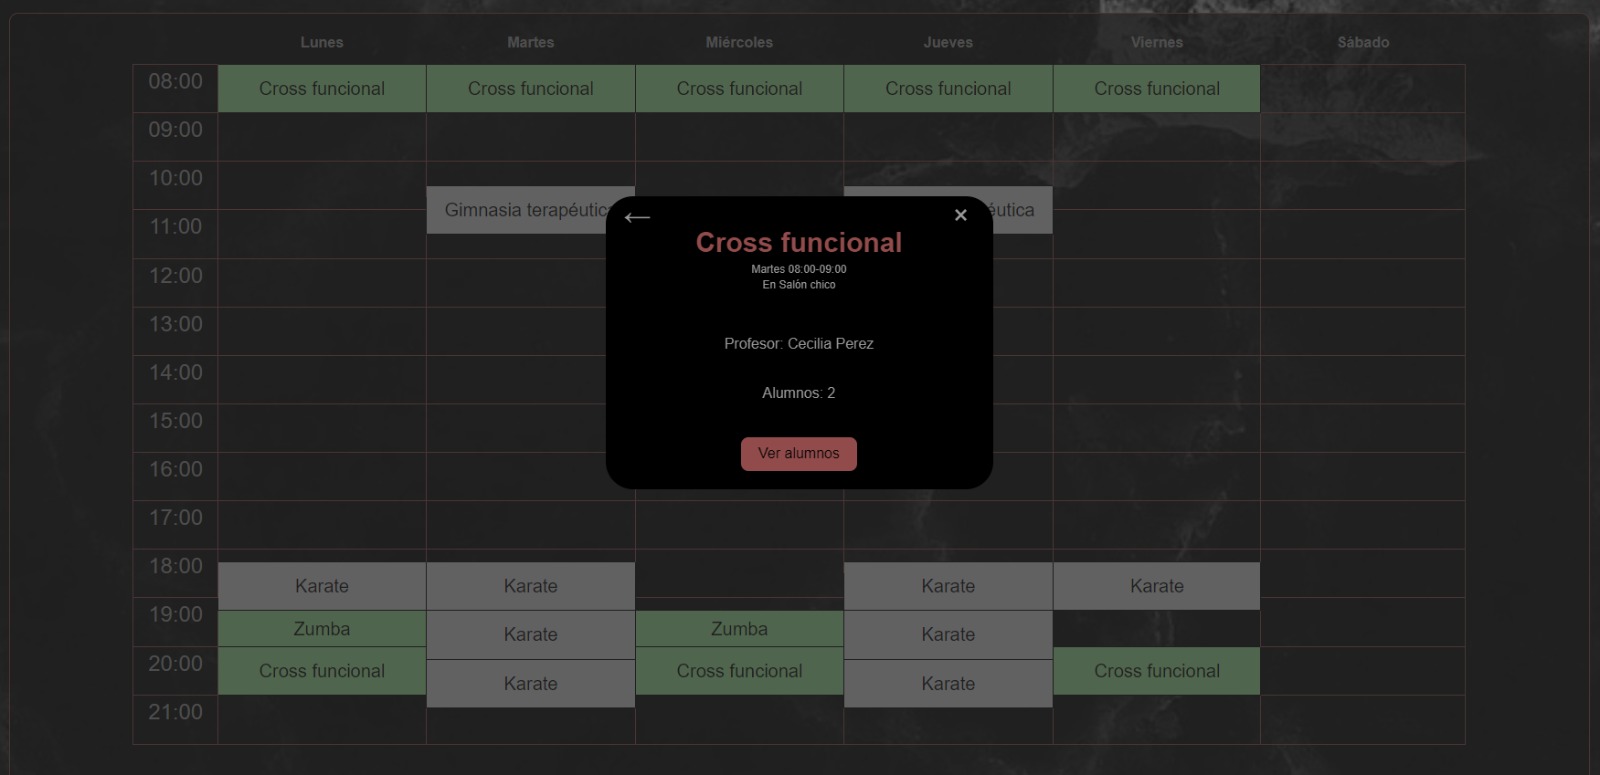 Lunes Martes Miércoles Jueves Viernes Sábado
08:00 Cross funcional Cross funcional Cross funcional Cross funcional Cross funcional
09:00
10:00
Gimnasia terapéutic éutica
11:00
←
×
Cross funcional
Martes 08:00-09:00
En Salón chico
Profesor: Cecilia Perez
Alumnos: 2
Ver alumnos
12:00
13:00
14:00
15:00
16:00
17:00
18:00
Karate Karate Karate Karate
19:00
Zumba Karate Zumba Karate
20:00
Cross funcional Karate Cross funcional Karate Cross funcional
21:00